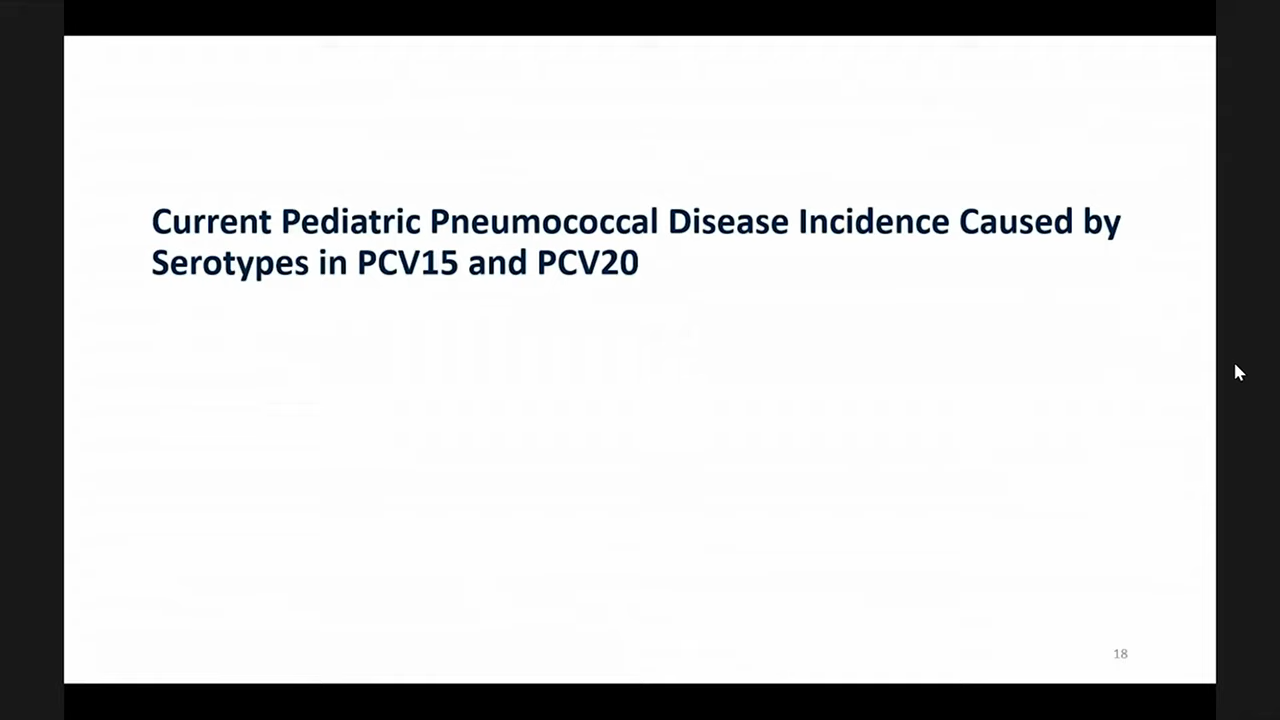 Current Pediatric Pneumococcal Disease Incidence Caused by
Serotypes in PCV15 and PCV20
18